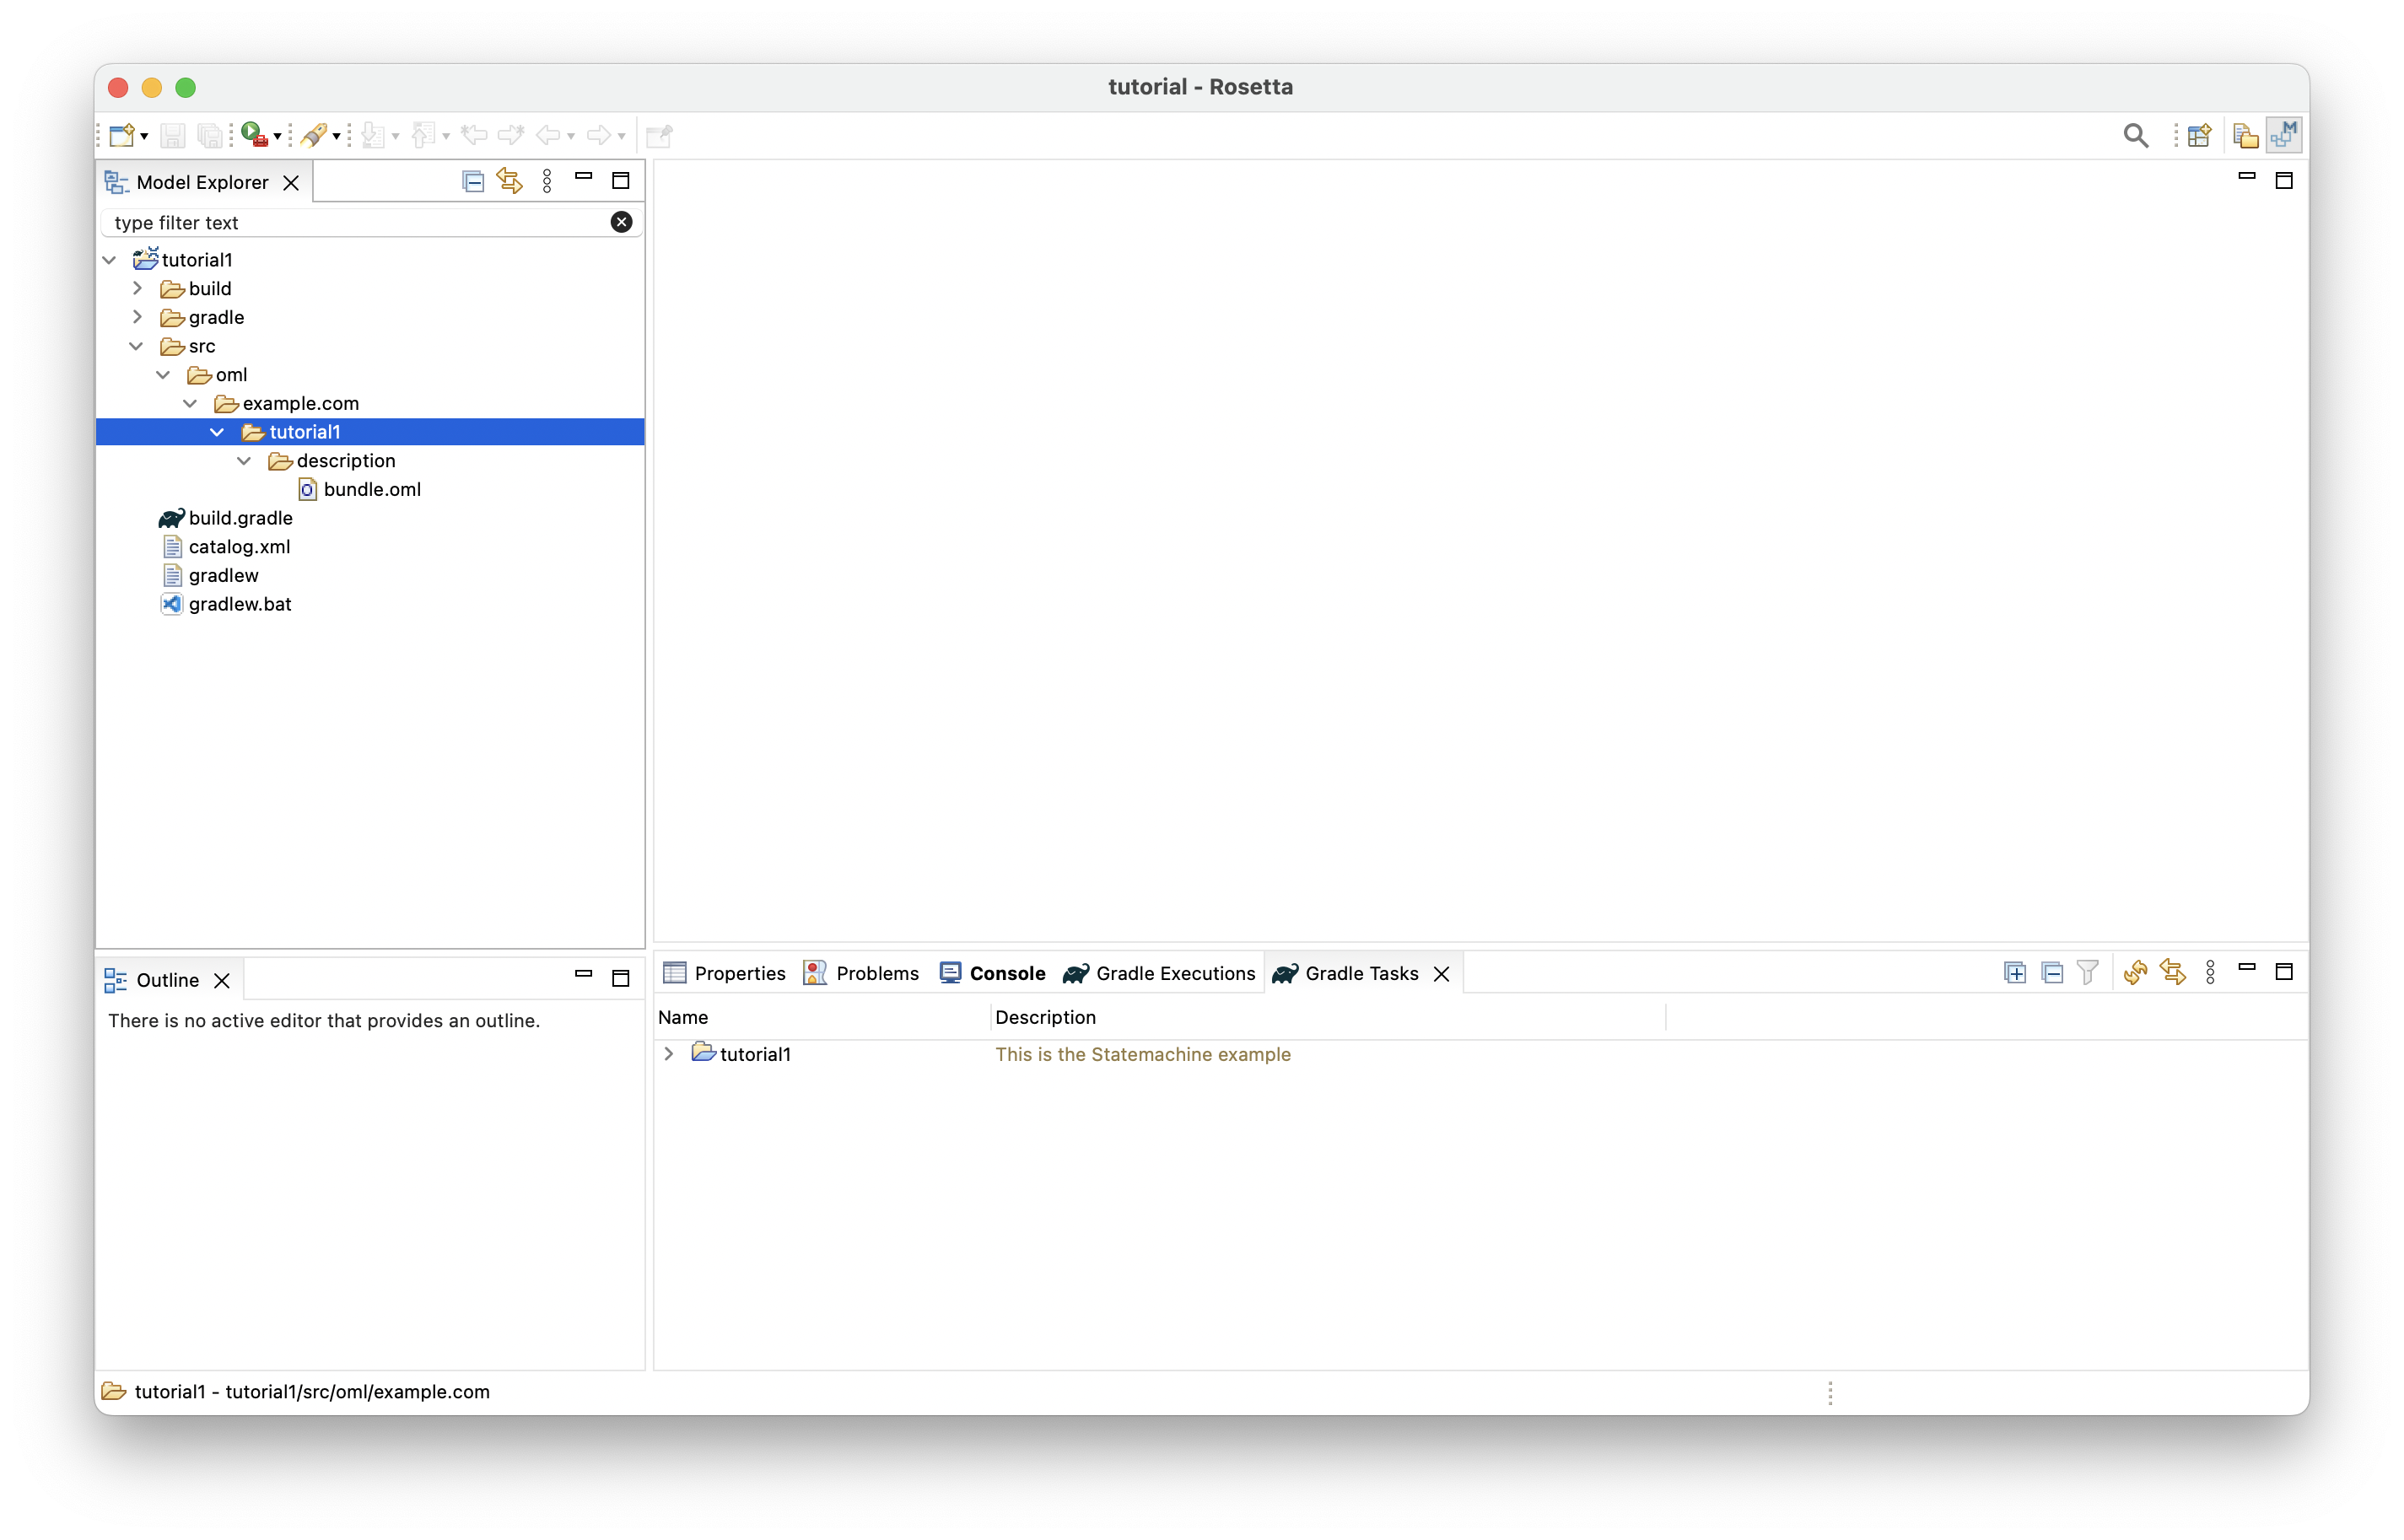 tutorial - Rosetta
Model Explorer
type filter text
tutorial1
build
gradle
src
oml
example.com
tutorial1
description
bundle.oml
build.gradle
catalog.xml
gradlew
gradlew.bat
Outline
There is no active editor that provides an outline.
Properties
Problems
Console
Gradle Executions
Gradle Tasks
Name
Description
tutorial1
This is the Statemachine example
tutorial1 - tutorial1/src/oml/example.com